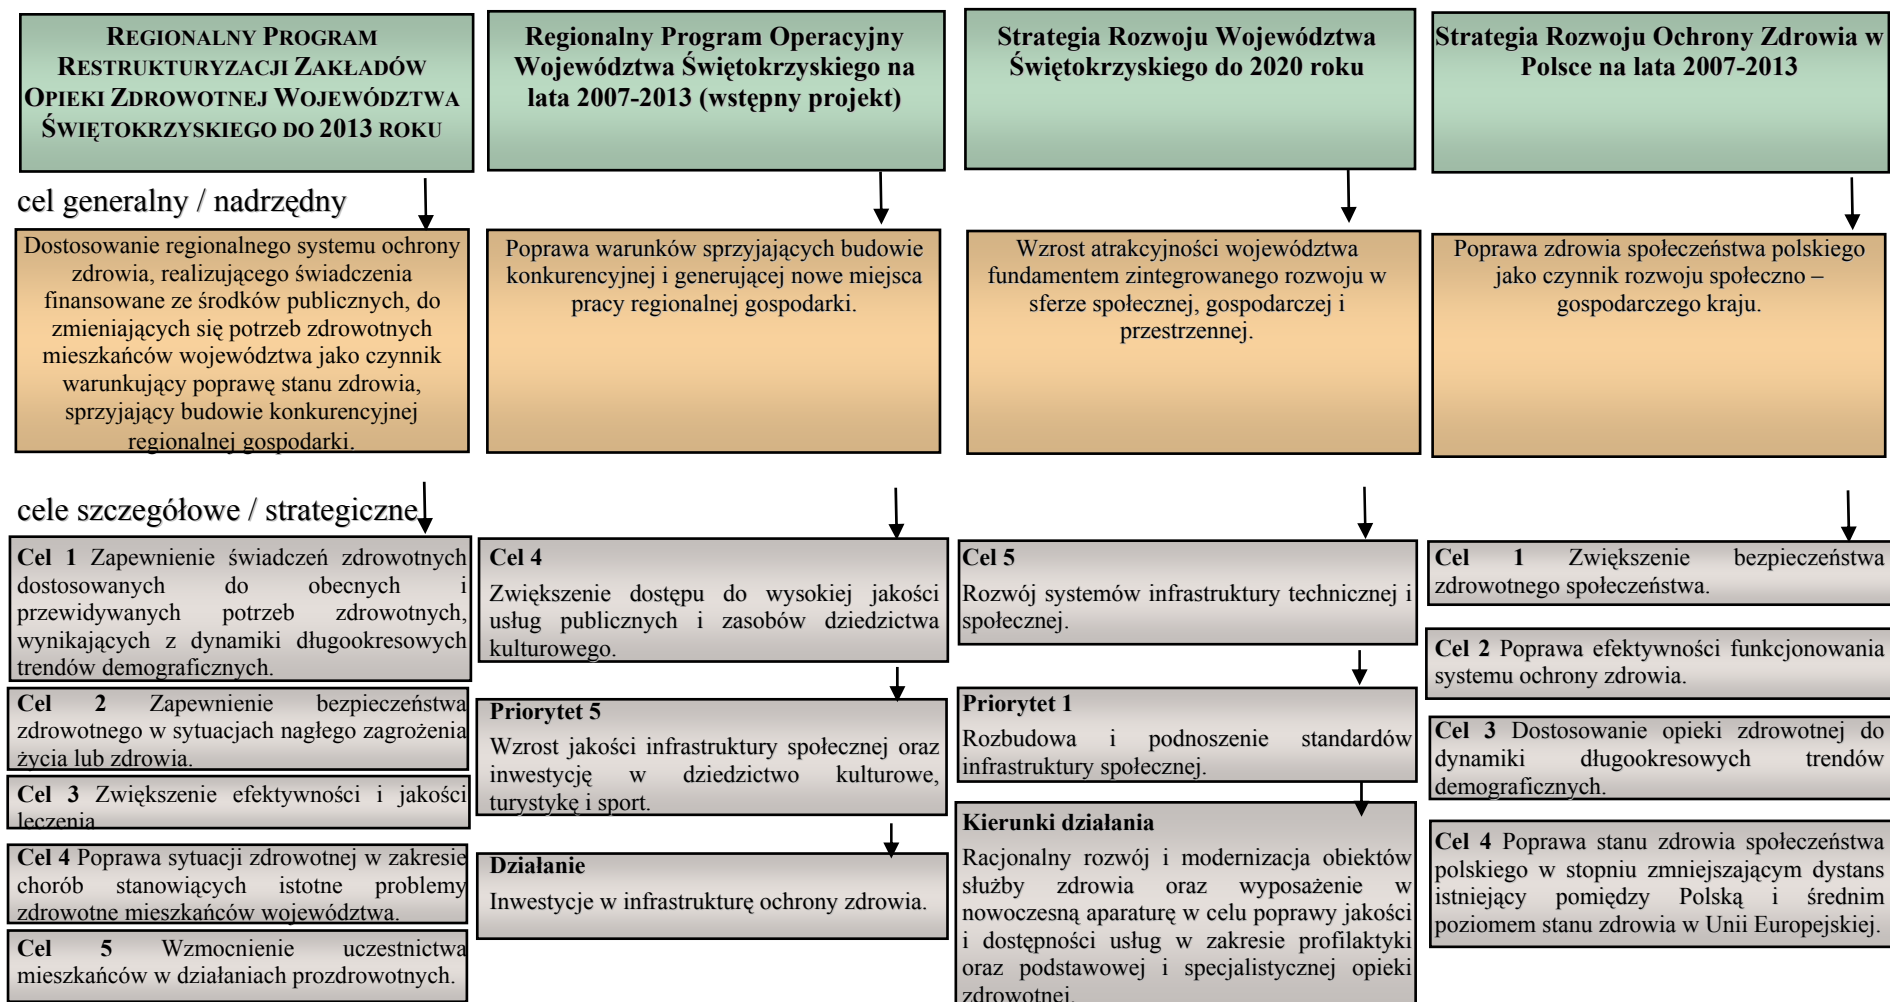 REGIONALNY PROGRAM
RESTRUKTURYZACJI ZAKŁADÓW
OPIEKI ZDROWOTNEJ WOJEWÓDZTWA
ŚWIĘTOKRZYSKIEGO DO 2013 ROKU
Regionalny Program Operacyjny
Województwa Świętokrzyskiego na
lata 2007-2013 (wstępny projekt)
Strategia Rozwoju Województwa
Świętokrzyskiego do 2020 roku
Strategia Rozwoju Ochrony Zdrowia w
Polsce na lata 2007-2013
cel generalny / nadrzędny
Dostosowanie regionalnego systemu ochrony
zdrowia, realizującego świadczenia
finansowane ze środków publicznych, do
zmieniających się potrzeb zdrowotnych
mieszkańców województwa jako czynnik
warunkujący poprawę stanu zdrowia,
sprzyjający budowie konkurencyjnej
regionalnej gospodarki.
Poprawa warunków sprzyjających budowie
konkurencyjnej i generującej nowe miejsca
pracy regionalnej gospodarki.
Wzrost atrakcyjności województwa
fundamentem zintegrowanego rozwoju w
sferze społecznej, gospodarczej i
przestrzennej.
Poprawa zdrowia społeczeństwa polskiego
jako czynnik rozwoju społeczno –
gospodarczego kraju.
cele szczegółowe / strategiczne
Cel 1 Zapewnienie świadczeń zdrowotnych
dostosowanych do obecnych i
przewidywanych potrzeb zdrowotnych,
wynikających z dynamiki długookresowych
trendów demograficznych.
Cel 2 Zapewnienie bezpieczeństwa
zdrowotnego w sytuacjach nagłego zagrożenia
życia lub zdrowia.
Cel 3 Zwiększenie efektywności i jakości
leczenia
Cel 4 Poprawa sytuacji zdrowotnej w zakresie
chorób stanowiących istotne problemy
zdrowotne mieszkańców województwa.
Cel 5 Wzmocnienie uczestnictwa
mieszkańców w działaniach prozdrowotnych.
Cel 4
Zwiększenie dostępu do wysokiej jakości
usług publicznych i zasobów dziedzictwa
kulturowego.
Priorytet 5
Wzrost jakości infrastruktury społecznej oraz
inwestycję w dziedzictwo kulturowe,
turystykę i sport.
Działanie
Inwestycje w infrastrukturę ochrony zdrowia.
Cel 5
Rozwój systemów infrastruktury technicznej i
społecznej.
Priorytet 1
Rozbudowa i podnoszenie standardów
infrastruktury społecznej.
Kierunki działania
Racjonalny rozwój i modernizacja obiektów
służby zdrowia oraz wyposażenie w
nowoczesną aparaturę w celu poprawy jakości
i dostępności usług w zakresie profilaktyki
oraz podstawowej i specjalistycznej opieki
zdrowotnej.
Cel 1 Zwiększenie bezpieczeństwa
zdrowotnego społeczeństwa.
Cel 2 Poprawa efektywności funkcjonowania
systemu ochrony zdrowia.
Cel 3 Dostosowanie opieki zdrowotnej do
dynamiki długookresowych trendów
demograficznych.
Cel 4 Poprawa stanu zdrowia społeczeństwa
polskiego w stopniu zmniejszającym dystans
istniejący pomiędzy Polską i średnim
poziomem stanu zdrowia w Unii Europejskiej.